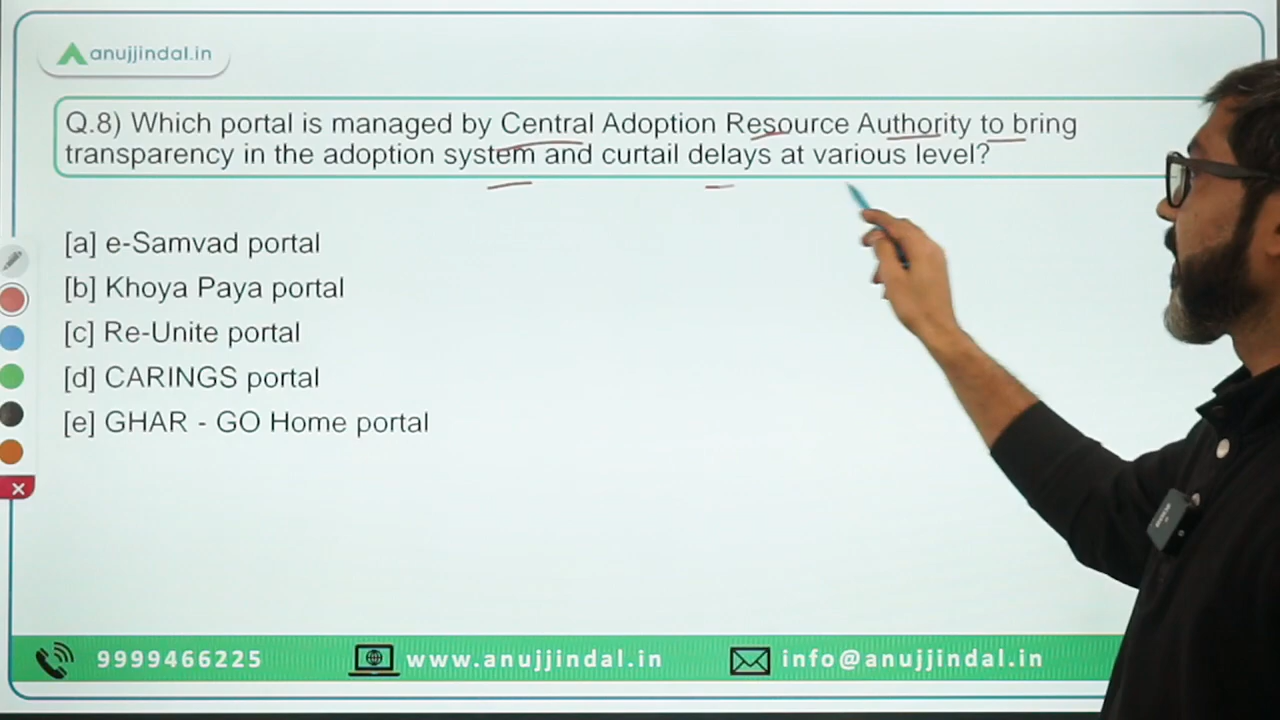 anujjindal.in
Q.8) Which portal is managed by Central Adoption Resource Authority to bring
transparency in the adoption system and curtail delays at various level?
[a] e-Samvad portal
[b] Khoya Paya portal
[c] Re-Unite portal
[d] CARINGS portal
[e] GHAR - GO Home portal
9999466225 www.anujjindal.in info@anujjindal.in